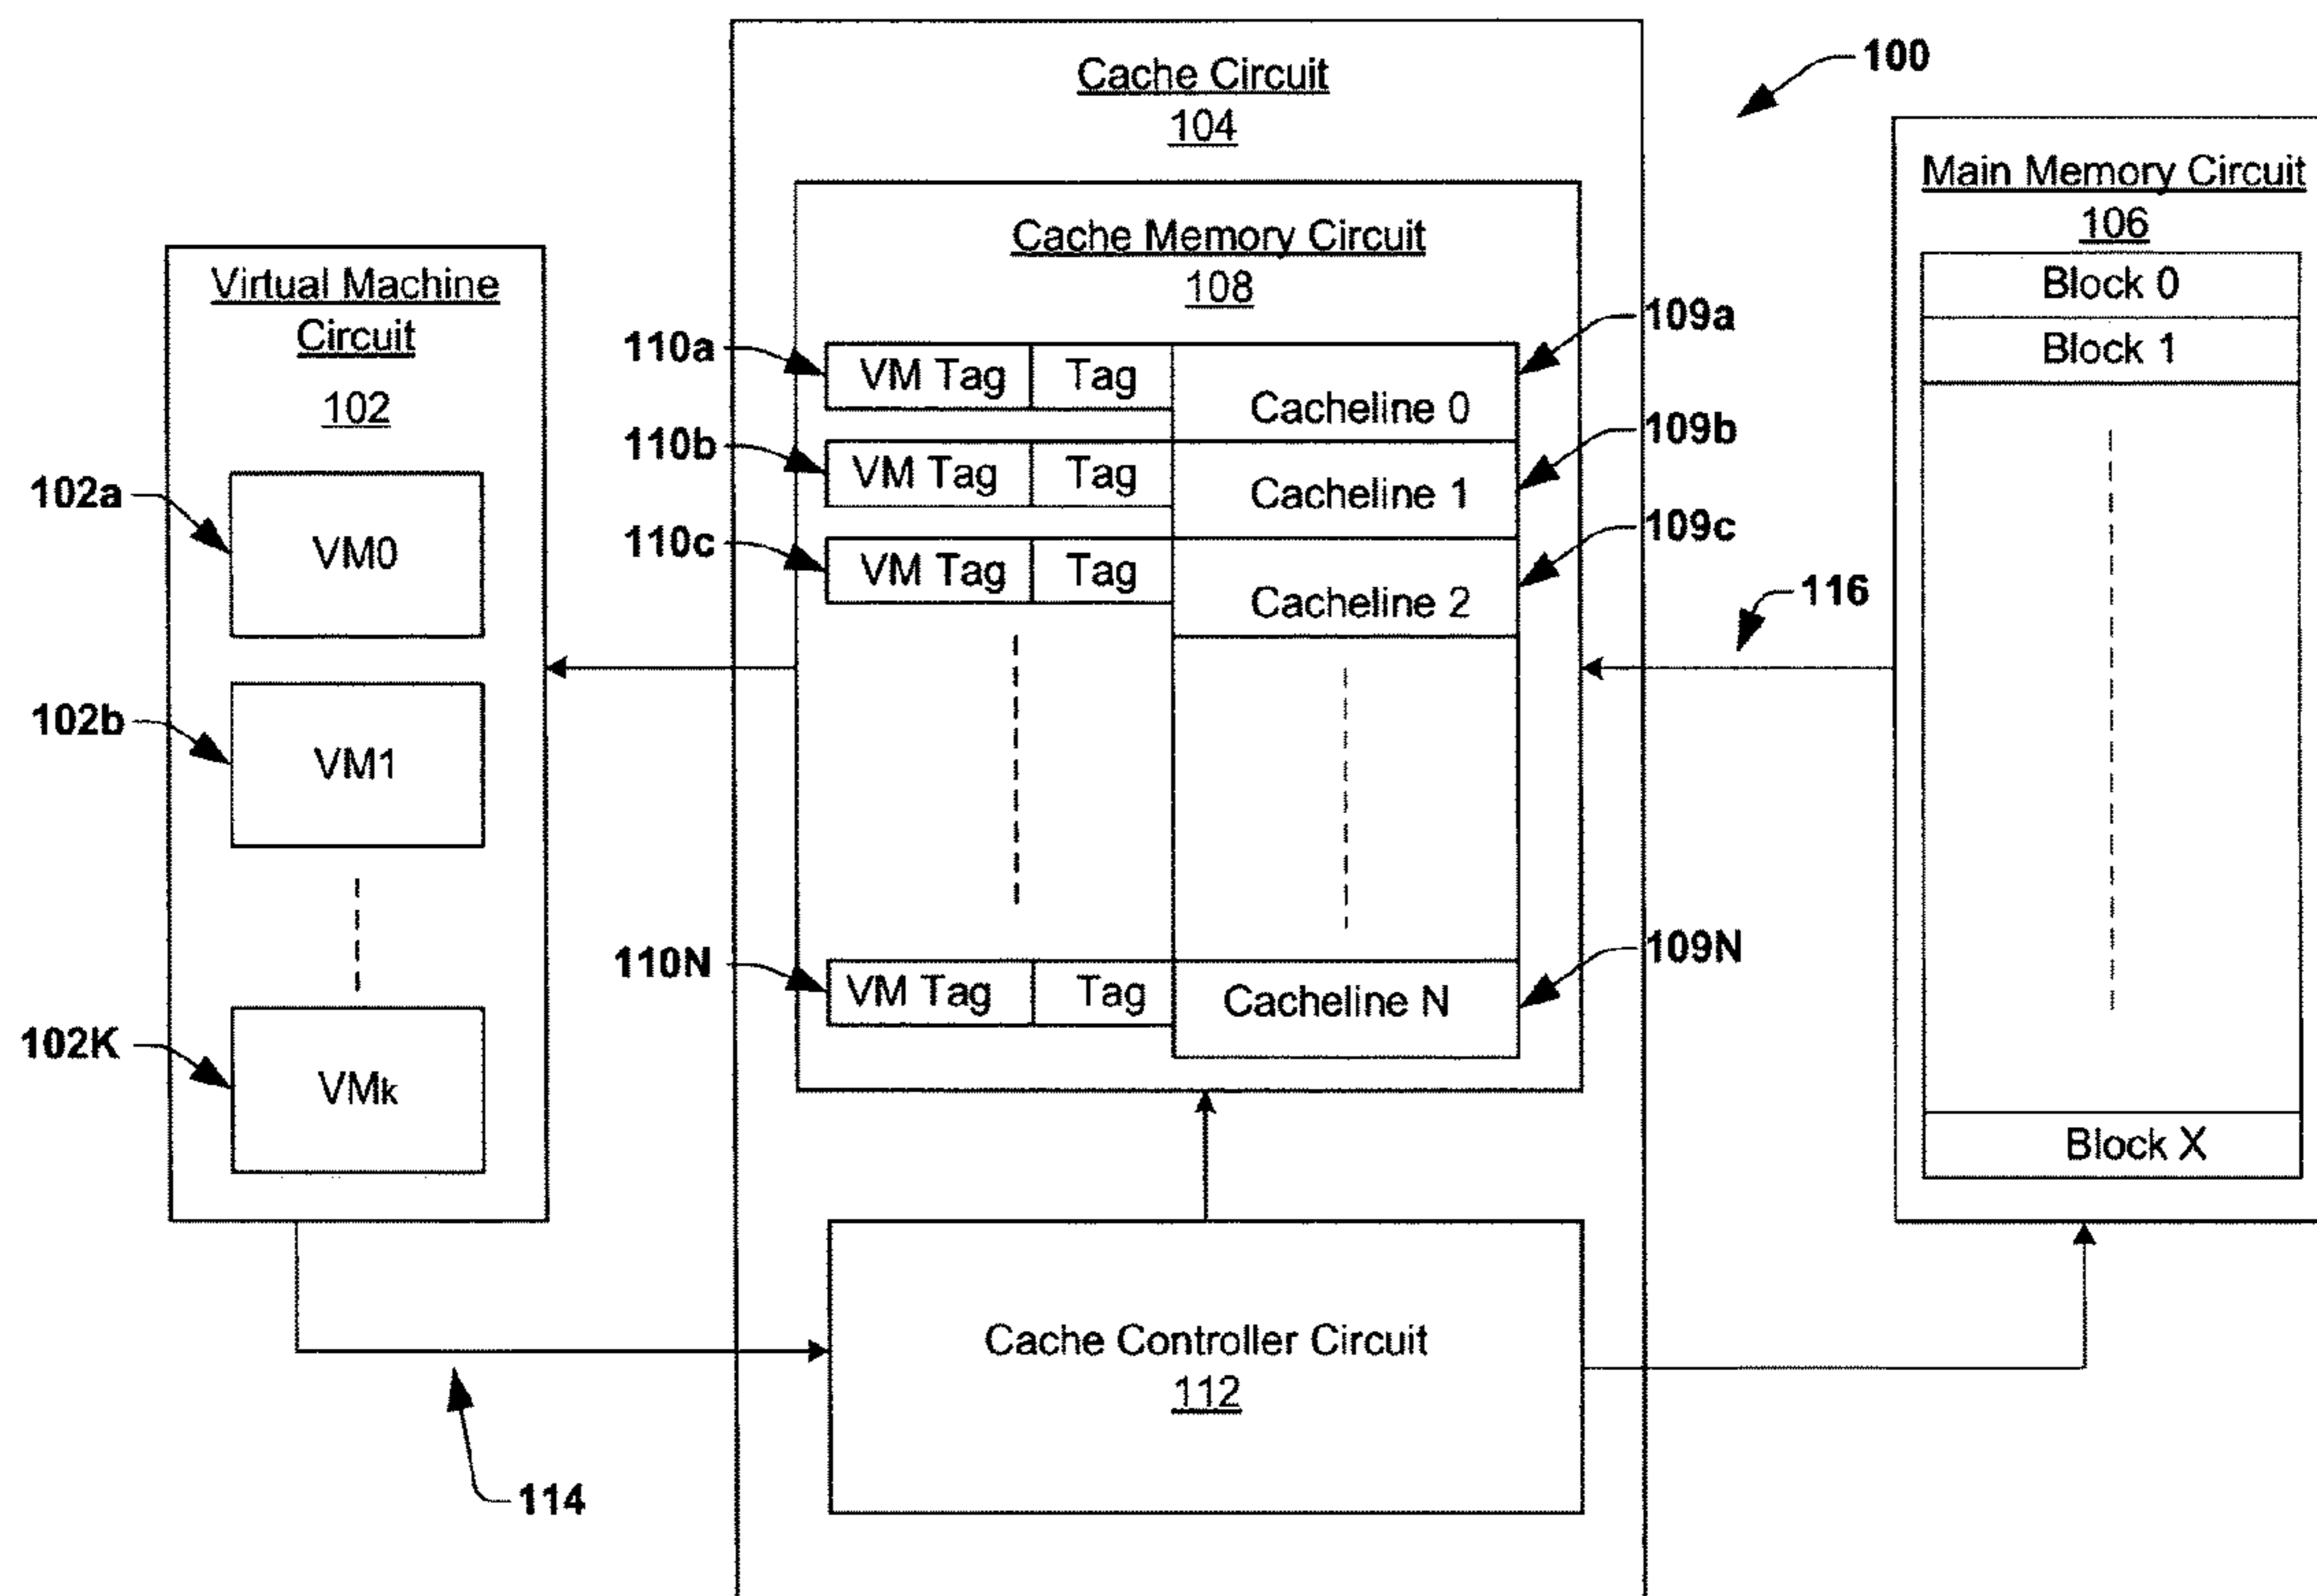 Cache Circuit
104
100
Main Memory Circuit
106
Block 0
Block 1
Block X
Cache Memory Circuit
108
Virtual Machine
Circuit
102
102a
VM0
102b
VM1
102K
VMk
110a
VM Tag Tag Cacheline 0
109a
110b
VM Tag Tag Cacheline 1
109b
110c
VM Tag Tag Cacheline 2
109c
116
110N
VM Tag Tag Cacheline N
109N
Cache Controller Circuit
112
114